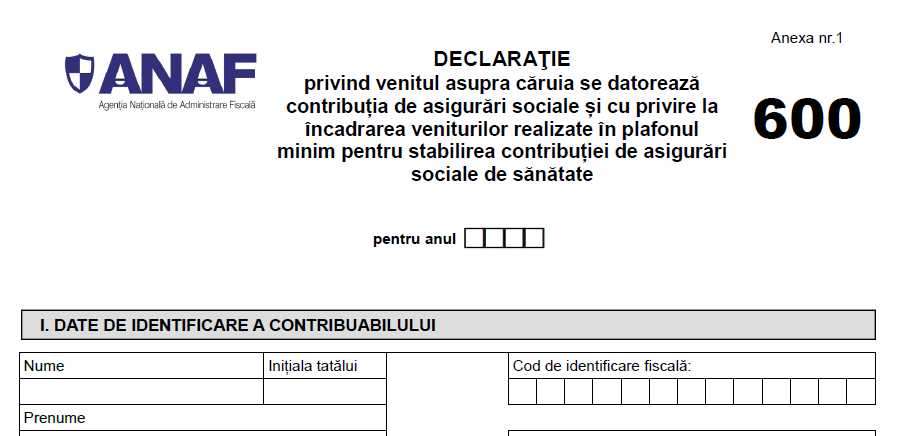 Anexa nr.1
ANAF
Agenția Națională de Administrare Fiscală
DECLARAŢIE
privind venitul asupra căruia se datorează
contribuția de asigurări sociale și cu privire la
încadrarea veniturilor realizate în plafonul
minim pentru stabilirea contribuției de asigurări
sociale de sănătate
600
pentru anul
I. DATE DE IDENTIFICARE A CONTRIBUABILULUI
Nume
Inițiala tatălui
Cod de identificare fiscală:
Prenume